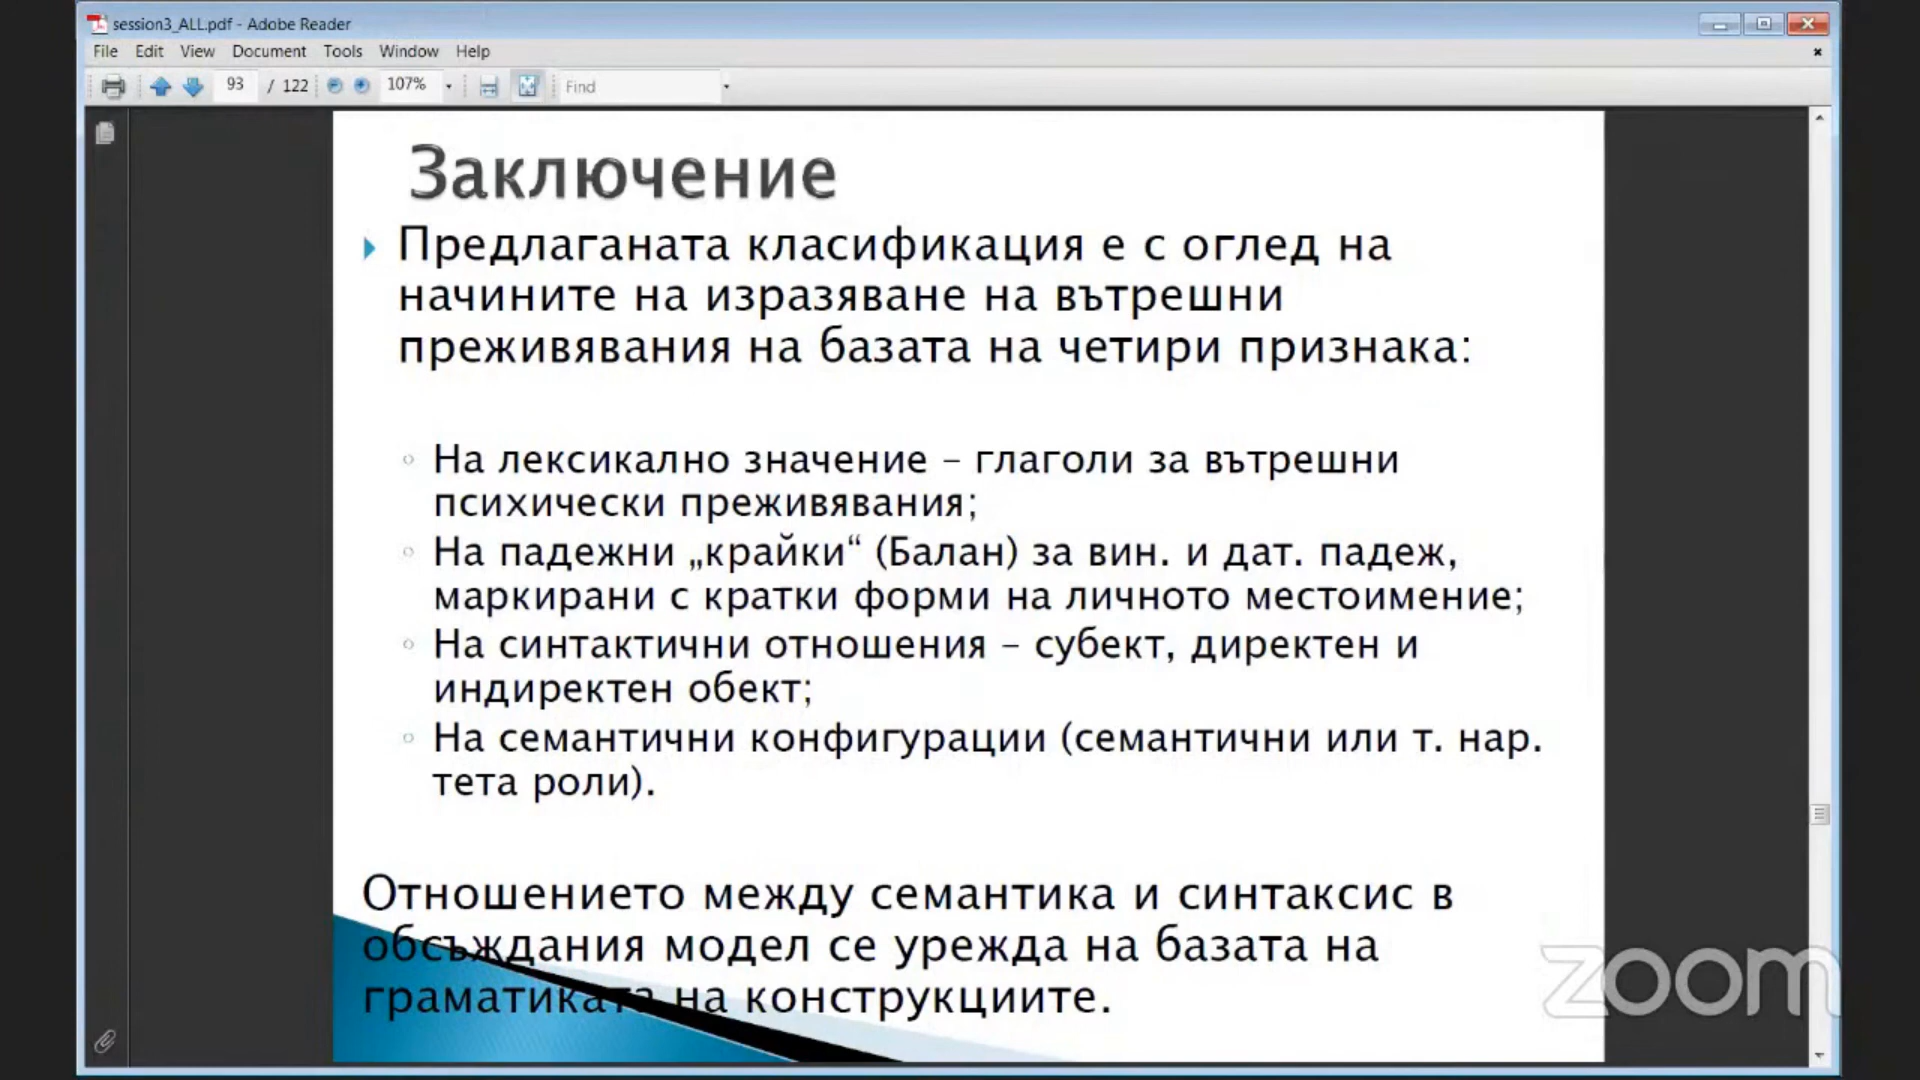 session3_ALL.pdf - Adobe Reader
File Edit View Document Tools Window Help
93 / 122 107% Find
Заключение
Предлаганата класификация е с оглед на
начините на изразяване на вътрешни
преживявания на базата на четири признака:
На лексикално значение – глаголи за вътрешни
психически преживявания;
На падежни „крайки“ (Балан) за вин. и дат. падеж,
маркирани с кратки форми на личното местоимение;
На синтактични отношения – субект, директен и
индиректен обект;
На семантични конфигурации (семантични или т. нар.
тета роли).
Отношението между семантика и синтаксис в
обсъждания модел се урежда на базата на
граматиката на конструкциите.
zoom